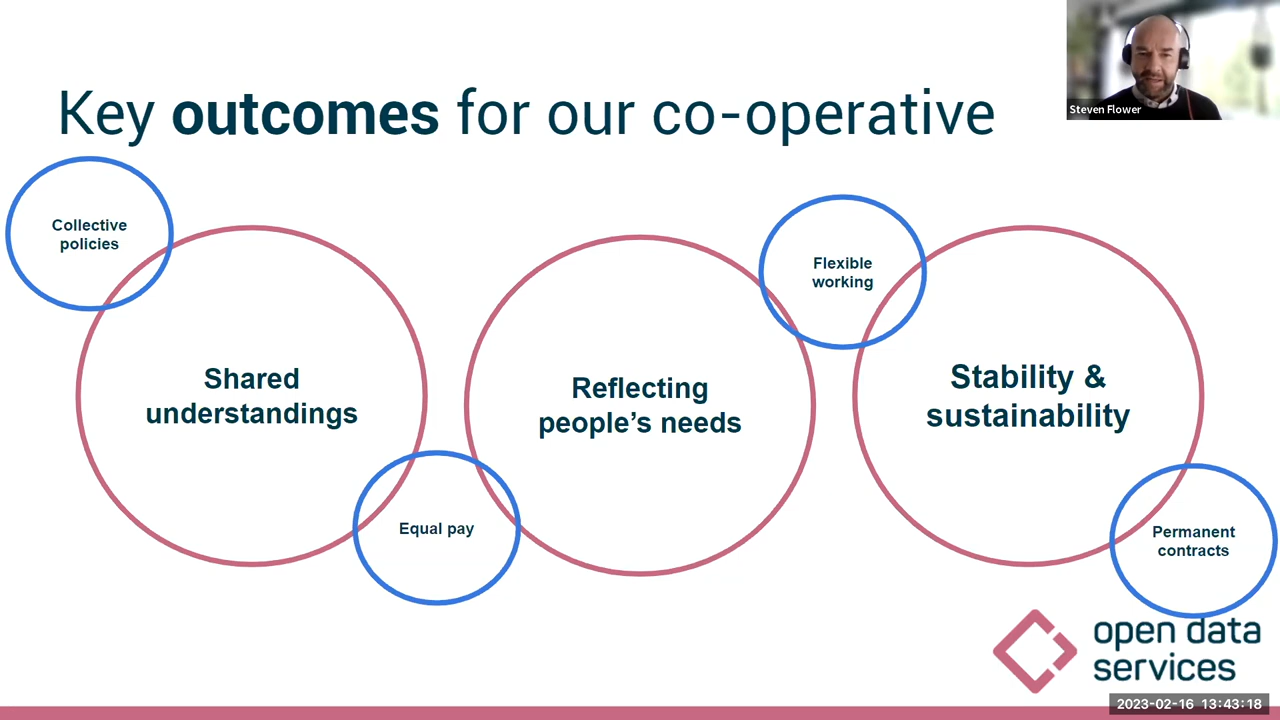 Steven Flower
Key outcomes for our co-operative
Collective
policies
Shared
understandings
Equal pay
Reflecting
people's needs
Flexible
working
Stability &
sustainability
Permanent
contracts
open data
services
2023-02-16 13:43:18